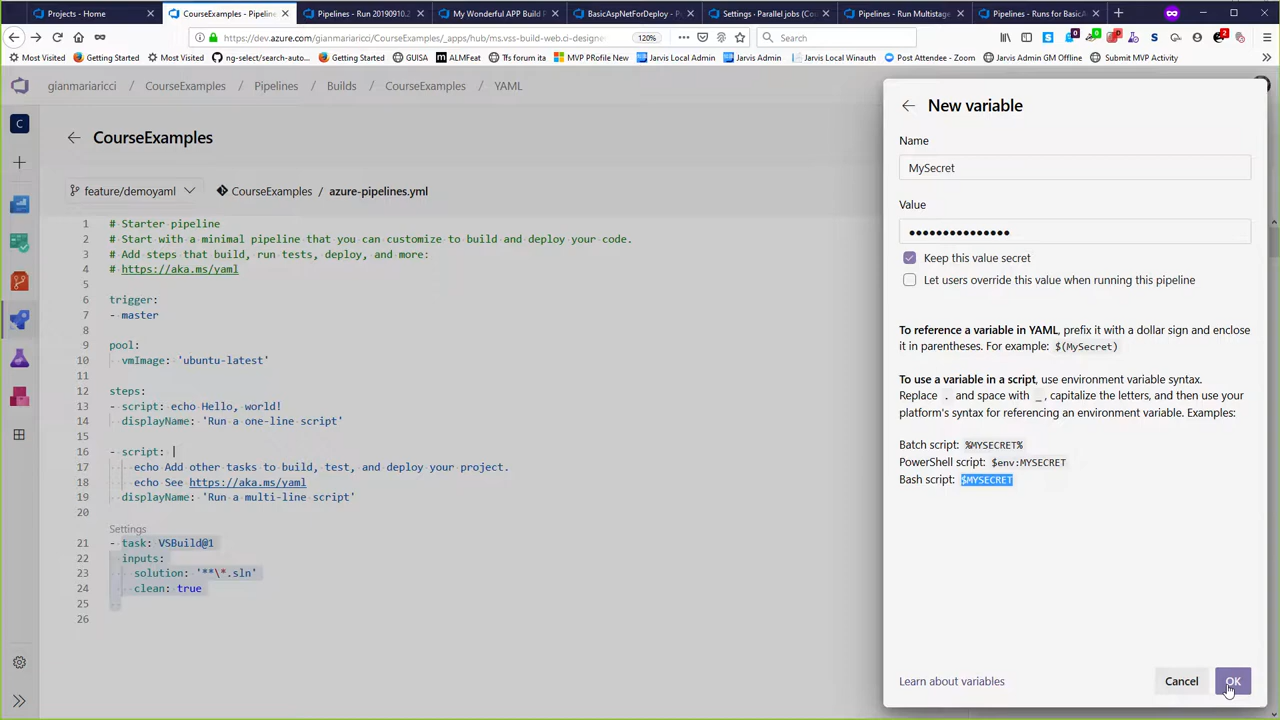 Projects - Home
CourseExamples - Pipelin
Pipelines - Run 20190910.2
My Wonderful APP Build P
BasicAspNetForDeploy - Re
Settings - Parallel jobs (Co
Pipelines - Run Multistage
Pipelines - Runs for BasicA
https://dev.azure.com/gianmariaricci/CourseExamples/_apps/hub/ms.vss-build-web.ci-designe
120%
Search
Most Visited
Getting Started
Most Visited
ng-select/search-auto...
Getting Started
GUISA
ALMFeat
Tfs forum ita
MVP PRofile New
Jarvis Local Admin
Jarvis Admin
Jarvis Local Winauth
Post Attendee - Zoom
Jarvis Admin GM Offline
Submit MVP Activity
gianmariaricci / CourseExamples / Pipelines / Builds / CourseExamples / YAML
C
CourseExamples
feature/demoyaml
CourseExamples / azure-pipelines.yml
1 # Starter pipeline
2 # Start with a minimal pipeline that you can customize to build and deploy your code.
3 # Add steps that build, run tests, deploy, and more:
4 # https://aka.ms/yaml
5
6 trigger:
7 - master
8
9 pool:
10 vmImage: 'ubuntu-latest'
11
12 steps:
13 - script: echo Hello, world!
14 displayName: 'Run a one-line script'
15
16 - script: |
17 echo Add other tasks to build, test, and deploy your project.
18 echo See https://aka.ms/yaml
19 displayName: 'Run a multi-line script'
20
Settings
21 - task: VSBuild@1
22 inputs:
23 solution: '**\*.sln'
24 clean: true
25
26
New variable
Name
MySecret
Value
•••••••••••••••
Keep this value secret
Let users override this value when running this pipeline
To reference a variable in YAML, prefix it with a dollar sign and enclose
it in parentheses. For example: $(MySecret)
To use a variable in a script, use environment variable syntax.
Replace . and space with _, capitalize the letters, and then use your
platform's syntax for referencing an environment variable. Examples:
Batch script: %MYSECRET%
PowerShell script: $env:MYSECRET
Bash script: $MYSECRET
Learn about variables
Cancel
OK